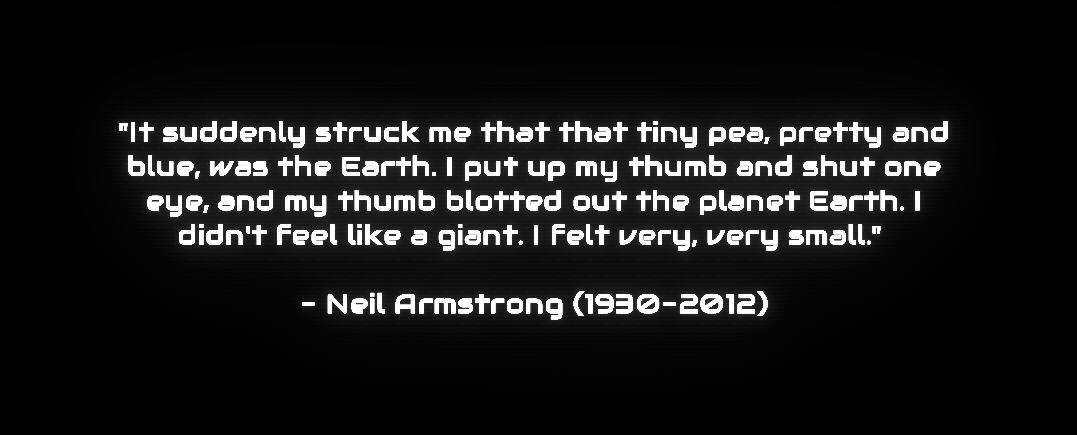 "It suddenly struck me that that tiny pea, pretty and
blue, was the Earth. I put up my thumb and shut one
eye, and my thumb blotted out the planet Earth. I
didn't feel like a giant. I felt very, very small."
- Neil Armstrong (1930-2012)